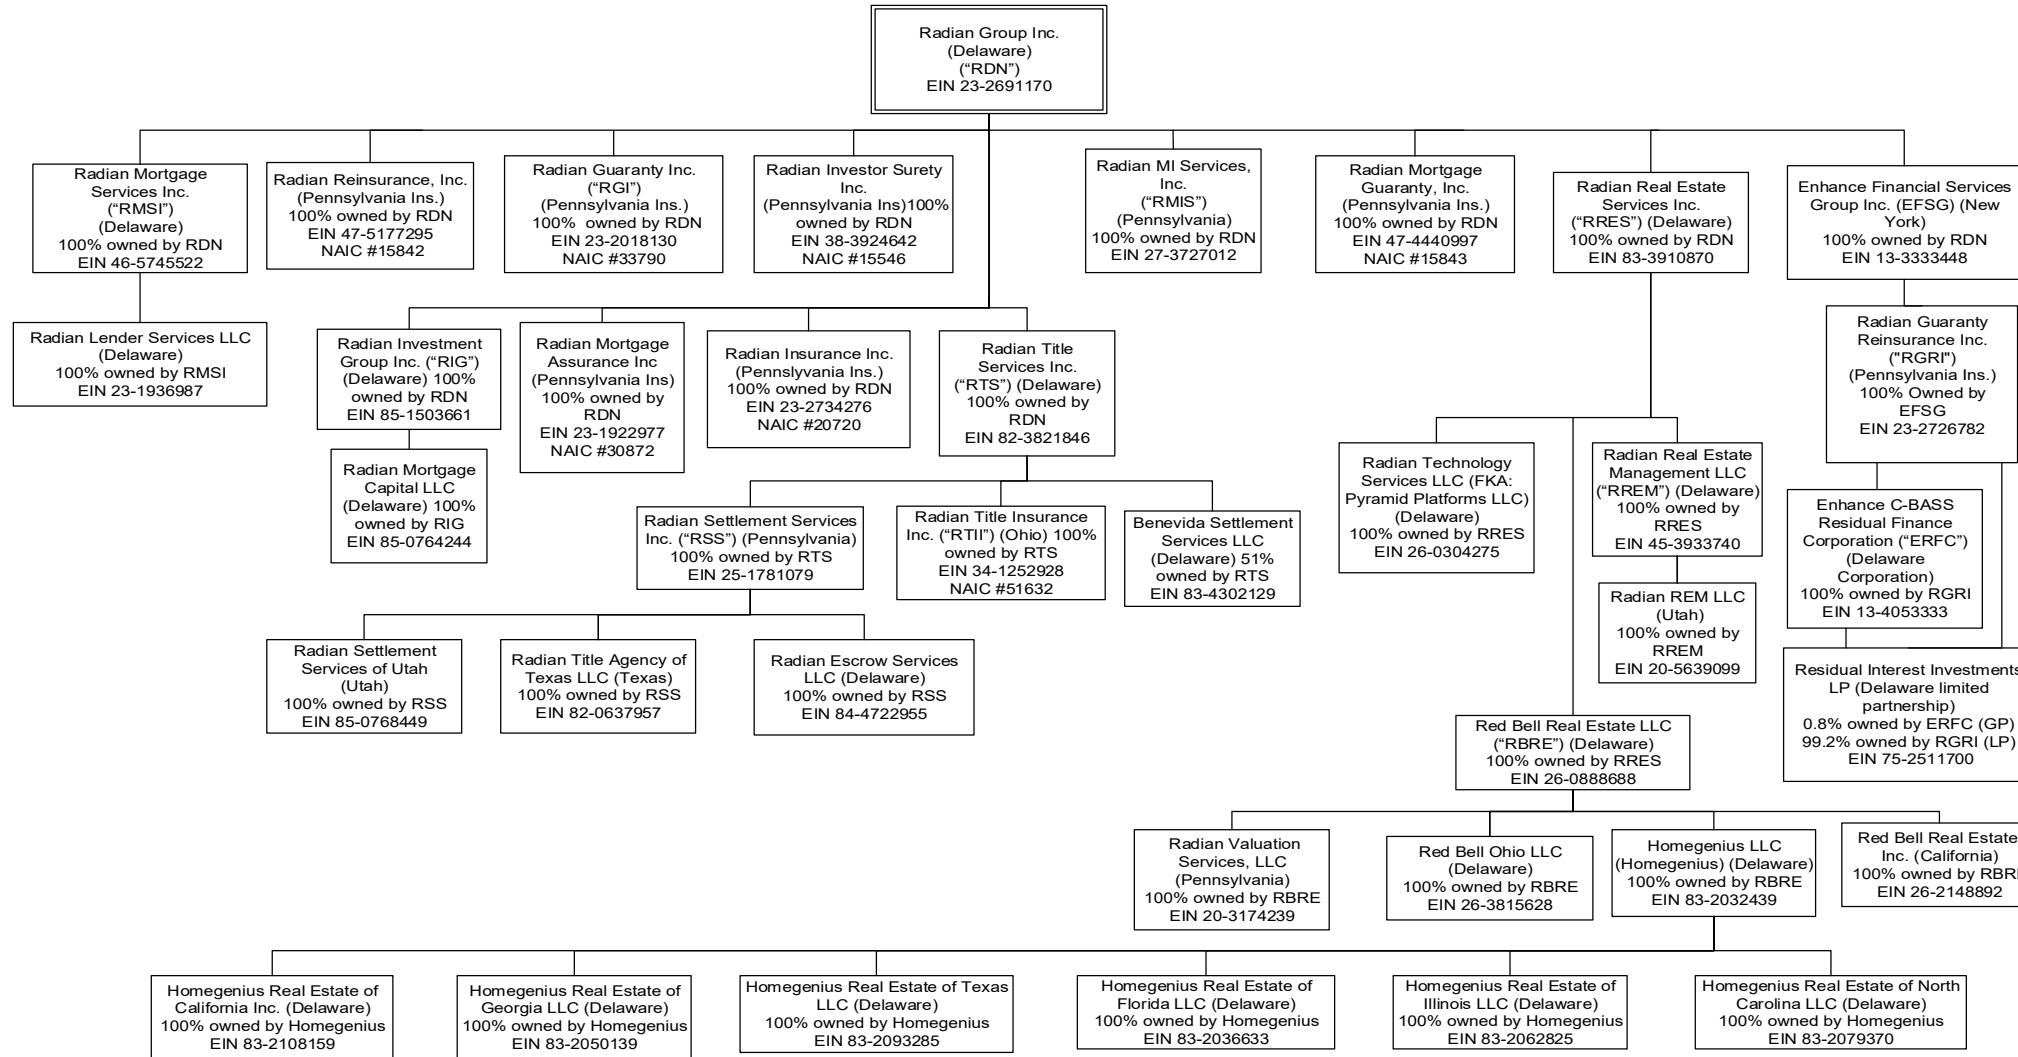 Radian Group Inc.
(Delaware)
(“RDN”)
EIN 23-2691170
Radian Mortgage
Services Inc.
(“RMSI”)
(Delaware)
100% owned by RDN
EIN 46-5745522
Radian Reinsurance, Inc.
(Pennsylvania Ins.)
100% owned by RDN
EIN 47-5177295
NAIC #15842
Radian Guaranty Inc.
(“RGI”)
(Pennsylvania Ins.)
100% owned by RDN
EIN 23-2018130
NAIC #33790
Radian Investor Surety
Inc.
(Pennsylvania Ins)100%
owned by RDN
EIN 38-3924642
NAIC #15546
Radian MI Services,
Inc.
(“RMIS”)
(Pennsylvania)
100% owned by RDN
EIN 27-3727012
Radian Mortgage
Guaranty, Inc.
(Pennsylvania Ins.)
100% owned by RDN
EIN 47-4440997
NAIC #15843
Radian Real Estate
Services Inc.
(“RRES”) (Delaware)
100% owned by RDN
EIN 83-3910870
Enhance Financial Services
Group Inc. (EFSG) (New
York)
100% owned by RDN
EIN 13-3333448
Radian Lender Services LLC
(Delaware)
100% owned by RMSI
EIN 23-1936987
Radian Investment
Group Inc. (“RIG”)
(Delaware) 100%
owned by RDN
EIN 85-1503661
Radian Mortgage
Assurance Inc
(Pennsylvania Ins)
100% owned by
RDN
EIN 23-1922977
NAIC #30872
Radian Insurance Inc.
(Pennslyvania Ins.)
100% owned by RDN
EIN 23-2734276
NAIC #20720
Radian Title
Services Inc.
(“RTS”) (Delaware)
100% owned by
RDN
EIN 82-3821846
Radian Guaranty
Reinsurance Inc.
("RGRI")
(Pennsylvania Ins.)
100% Owned by
EFSG
EIN 23-2726782
Radian Mortgage
Capital LLC
(Delaware) 100%
owned by RIG
EIN 85-0764244
Radian Settlement Services
Inc. (“RSS”) (Pennsylvania)
100% owned by RTS
EIN 25-1781079
Radian Title Insurance
Inc. (“RTII”) (Ohio) 100%
owned by RTS
EIN 34-1252928
NAIC #51632
Benevida Settlement
Services LLC
(Delaware) 51%
owned by RTS
EIN 83-4302129
Radian Technology
Services LLC (FKA:
Pyramid Platforms LLC)
(Delaware)
100% owned by RRES
EIN 26-0304275
Radian Real Estate
Management LLC
(“RREM”) (Delaware)
100% owned by
RRES
EIN 45-3933740
Enhance C-BASS
Residual Finance
Corporation (“ERFC”)
(Delaware
Corporation)
100% owned by RGRI
EIN 13-4053333
Radian REM LLC
(Utah)
100% owned by
RREM
EIN 20-5639099
Radian Settlement
Services of Utah
(Utah)
100% owned by RSS
EIN 85-0768449
Radian Title Agency of
Texas LLC (Texas)
100% owned by RSS
EIN 82-0637957
Radian Escrow Services
LLC (Delaware)
100% owned by RSS
EIN 84-4722955
Residual Interest Investments
LP (Delaware limited
partnership)
0.8% owned by ERFC (GP)
99.2% owned by RGRI (LP)
EIN 75-2511700
Red Bell Real Estate LLC
(“RBRE”) (Delaware)
100% owned by RRES
EIN 26-0888688
Radian Valuation
Services, LLC
(Pennsylvania)
100% owned by RBRE
EIN 20-3174239
Red Bell Ohio LLC
(Delaware)
100% owned by RBRE
EIN 26-3815628
Homegenius LLC
(Homegenius) (Delaware)
100% owned by RBRE
EIN 83-2032439
Red Bell Real Estate
Inc. (California)
100% owned by
EIN 26-2148892
Homegenius Real Estate of
California Inc. (Delaware)
100% owned by Homegenius
EIN 83-2108159
Homegenius Real Estate of
Georgia LLC (Delaware)
100% owned by Homegenius
EIN 83-2050139
Homegenius Real Estate of Texas
LLC (Delaware)
100% owned by Homegenius
EIN 83-2093285
Homegenius Real Estate of
Florida LLC (Delaware)
100% owned by Homegenius
EIN 83-2036633
Homegenius Real Estate of
Illinois LLC (Delaware)
100% owned by Homegenius
EIN 83-2062825
Homegenius Real Estate of North
Carolina LLC (Delaware)
100% owned by Homegenius
EIN 83-2079370